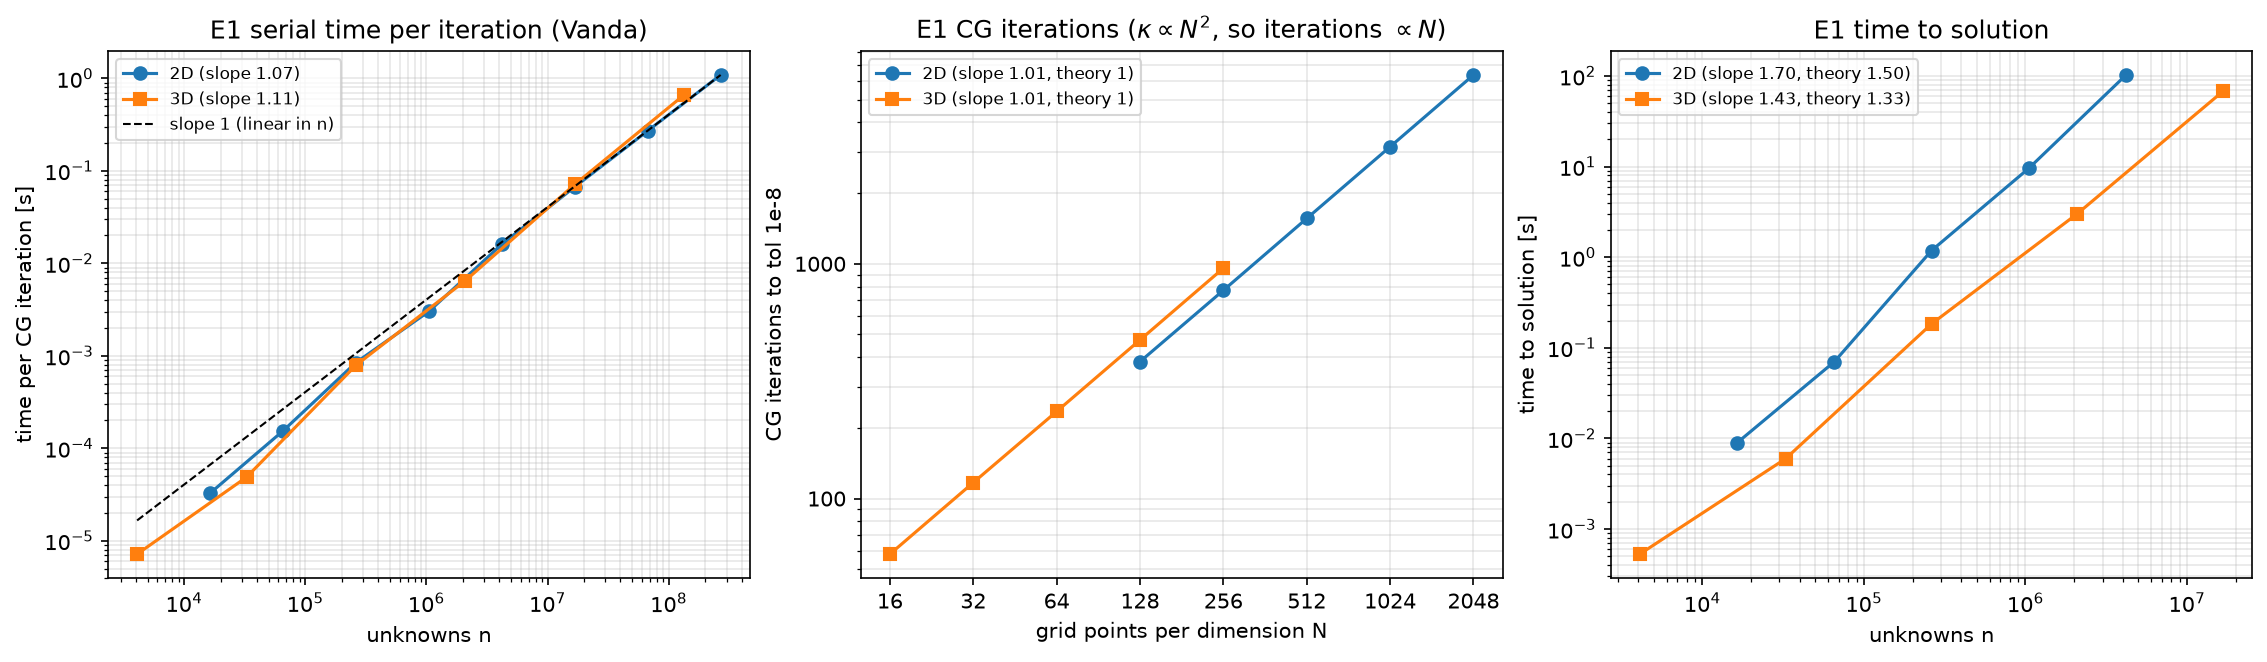 E1 serial time per iteration (Vanda)
2D (slope 1.07)
3D (slope 1.11)
slope 1 (linear in n)
time per CG iteration [s]
10⁰
10⁻¹
10⁻²
10⁻³
10⁻⁴
10⁻⁵
10⁴ 10⁵ 10⁶ 10⁷ 10⁸
unknowns n
E1 CG iterations (κ ∝ N², so iterations ∝ N)
2D (slope 1.01, theory 1)
3D (slope 1.01, theory 1)
CG iterations to tol 1e-8
1000
100
16 32 64 128 256 512 1024 2048
grid points per dimension N
E1 time to solution
2D (slope 1.70, theory 1.50)
3D (slope 1.43, theory 1.33)
time to solution [s]
10²
10¹
10⁰
10⁻¹
10⁻²
10⁻³
10⁴ 10⁵ 10⁶ 10⁷
unknowns n